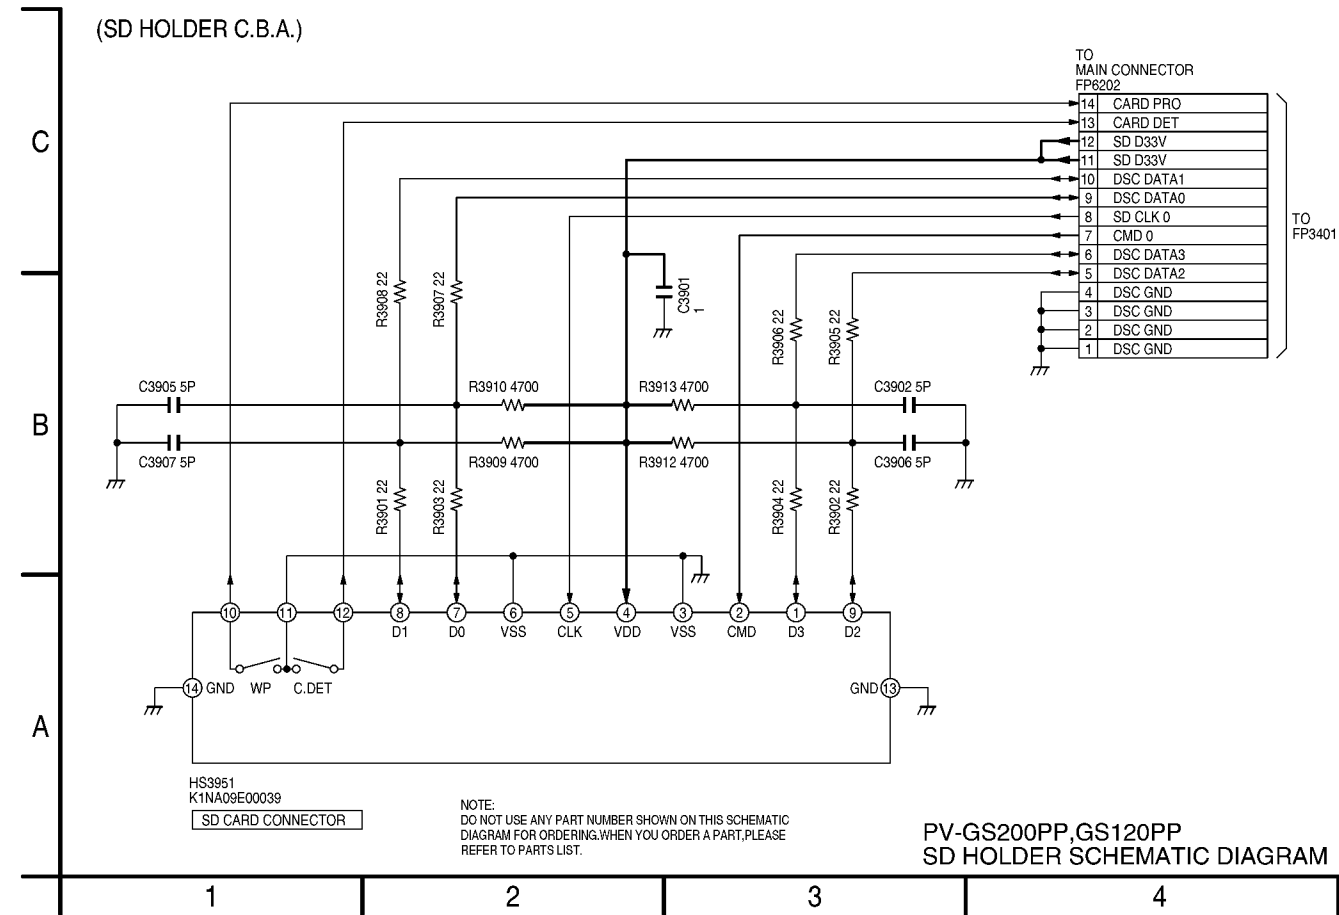 (SD HOLDER C.B.A.)
TO
MAIN CONNECTOR
FP6202
14 CARD PRO
13 CARD DET
12 SD D33V
11 SD D33V
10 DSC DATA1
9 DSC DATA0
8 SD CLK 0
7 CMD 0
6 DSC DATA3
5 DSC DATA2
4 DSC GND
3 DSC GND
2 DSC GND
1 DSC GND
TO
FP3401
C
B
A
R3908 22
R3907 22
C3901
1
R3906 22
R3905 22
C3905 5P
R3910 4700
R3913 4700
C3902 5P
C3907 5P
R3909 4700
R3912 4700
C3906 5P
R3901 22
R3903 22
R3904 22
R3902 22
10 11 12 8 7 6 5 4 3 2 1 9
D1 D0 VSS CLK VDD VSS CMD D3 D2
14 GND WP C.DET GND 13
HS3951
K1NA09E00039
SD CARD CONNECTOR
NOTE:
DO NOT USE ANY PART NUMBER SHOWN ON THIS SCHEMATIC
DIAGRAM FOR ORDERING.WHEN YOU ORDER A PART,PLEASE
REFER TO PARTS LIST.
PV-GS200PP,GS120PP
SD HOLDER SCHEMATIC DIAGRAM
1 2 3 4